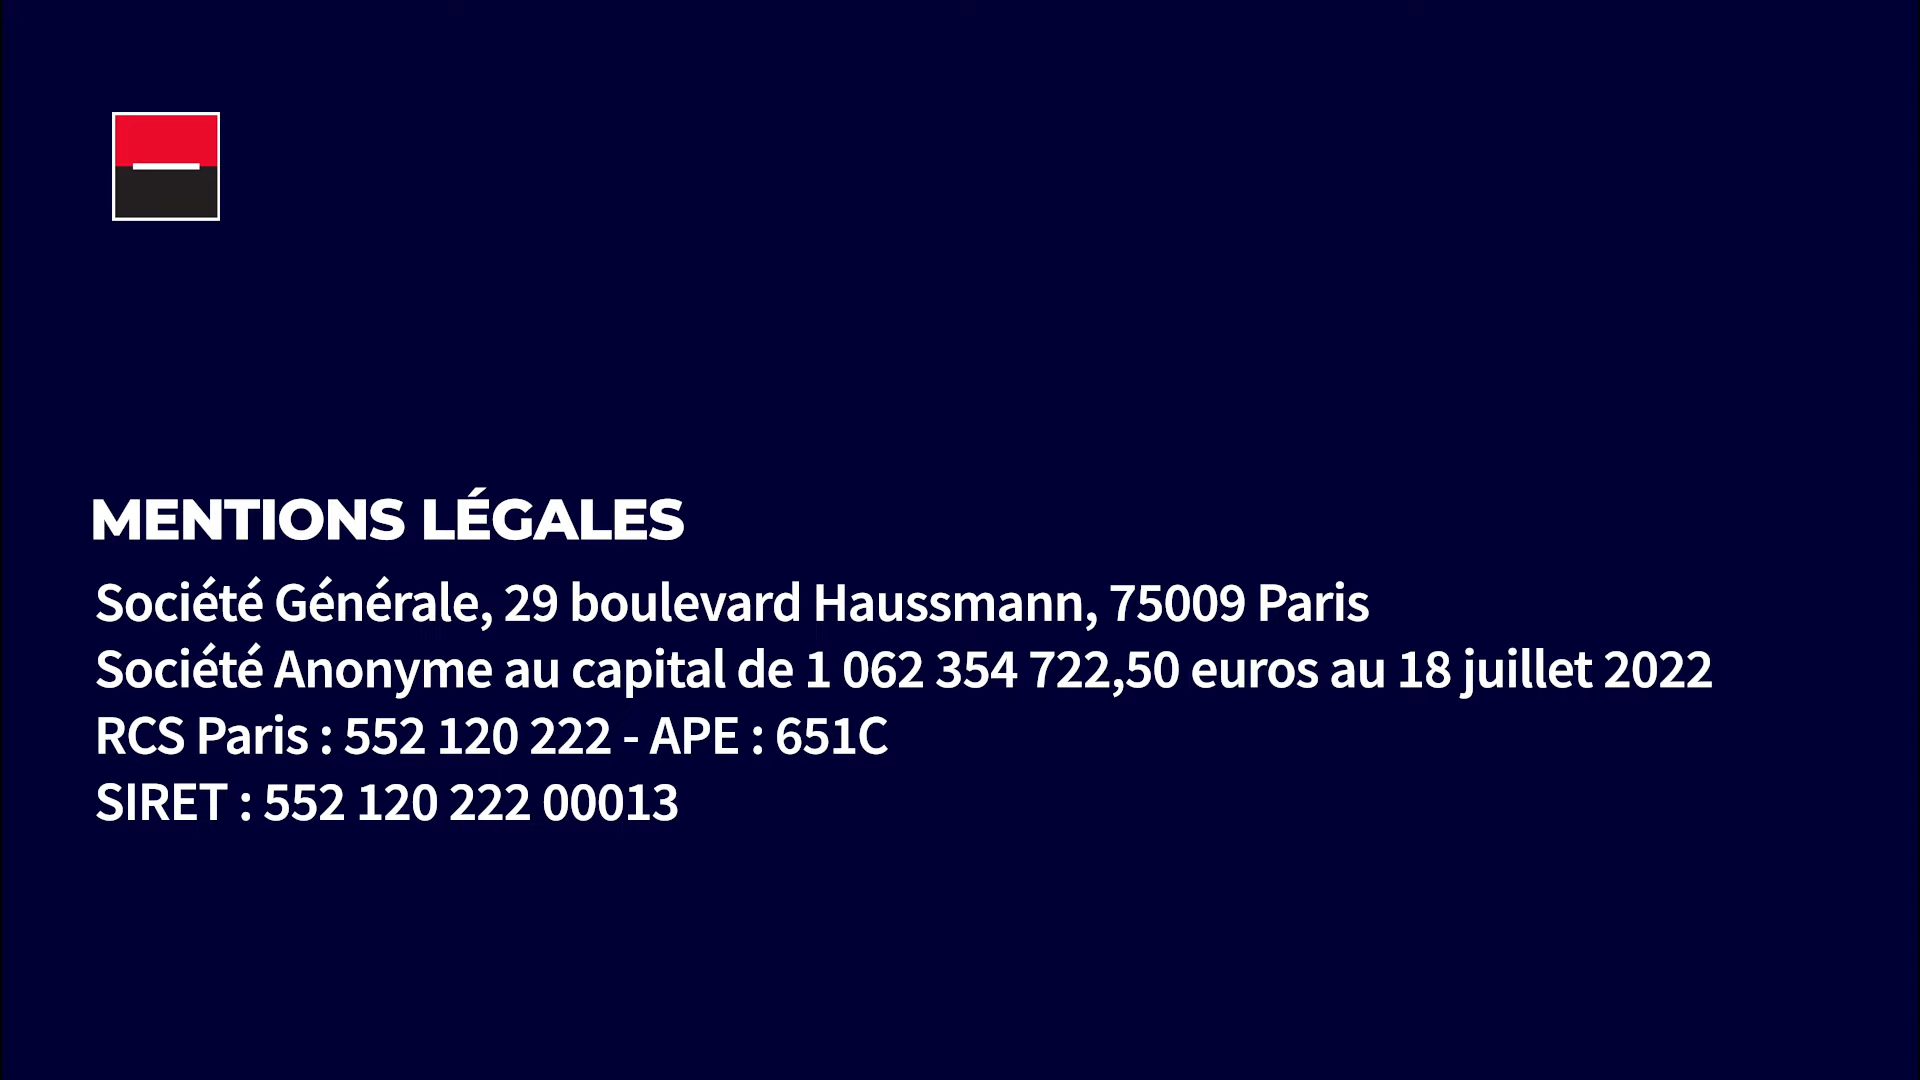 MENTIONS LÉGALES
Société Générale, 29 boulevard Haussmann, 75009 Paris
Société Anonyme au capital de 1 062 354 722,50 euros au 18 juillet 2022
RCS Paris : 552 120 222 - APE : 651C
SIRET : 552 120 222 00013